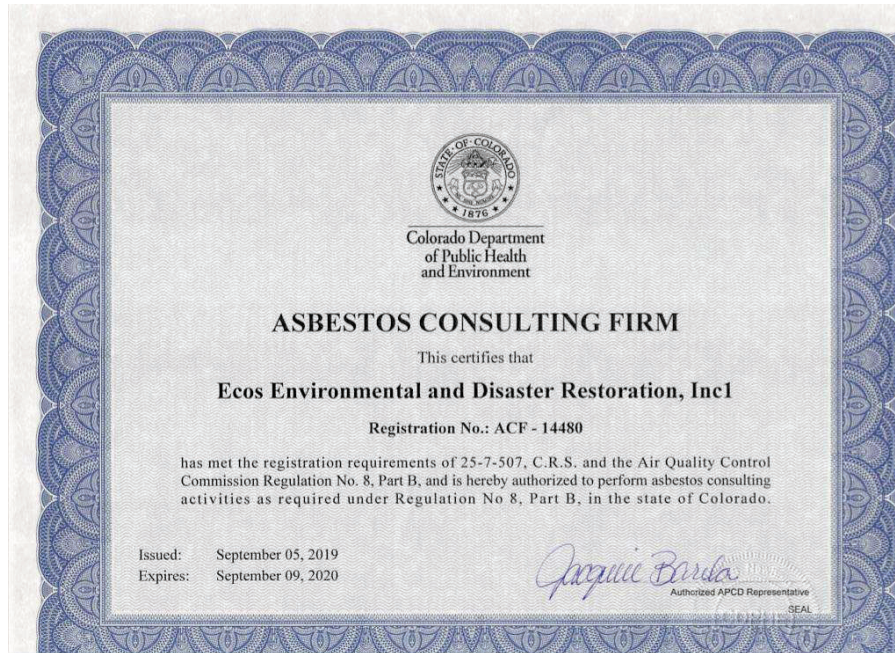 STATE OF COLORADO
1876
Colorado Department
of Public Health
and Environment
ASBESTOS CONSULTING FIRM
This certifies that
Ecos Environmental and Disaster Restoration, Inc1
Registration No.: ACF - 14480
has met the registration requirements of 25-7-507, C.R.S. and the Air Quality Control
Commission Regulation No. 8, Part B, and is hereby authorized to perform asbestos consulting
activities as required under Regulation No 8, Part B, in the state of Colorado.
Issued: September 05, 2019
Expires: September 09, 2020
Authorized APCD Representative
SEAL
CDPHE